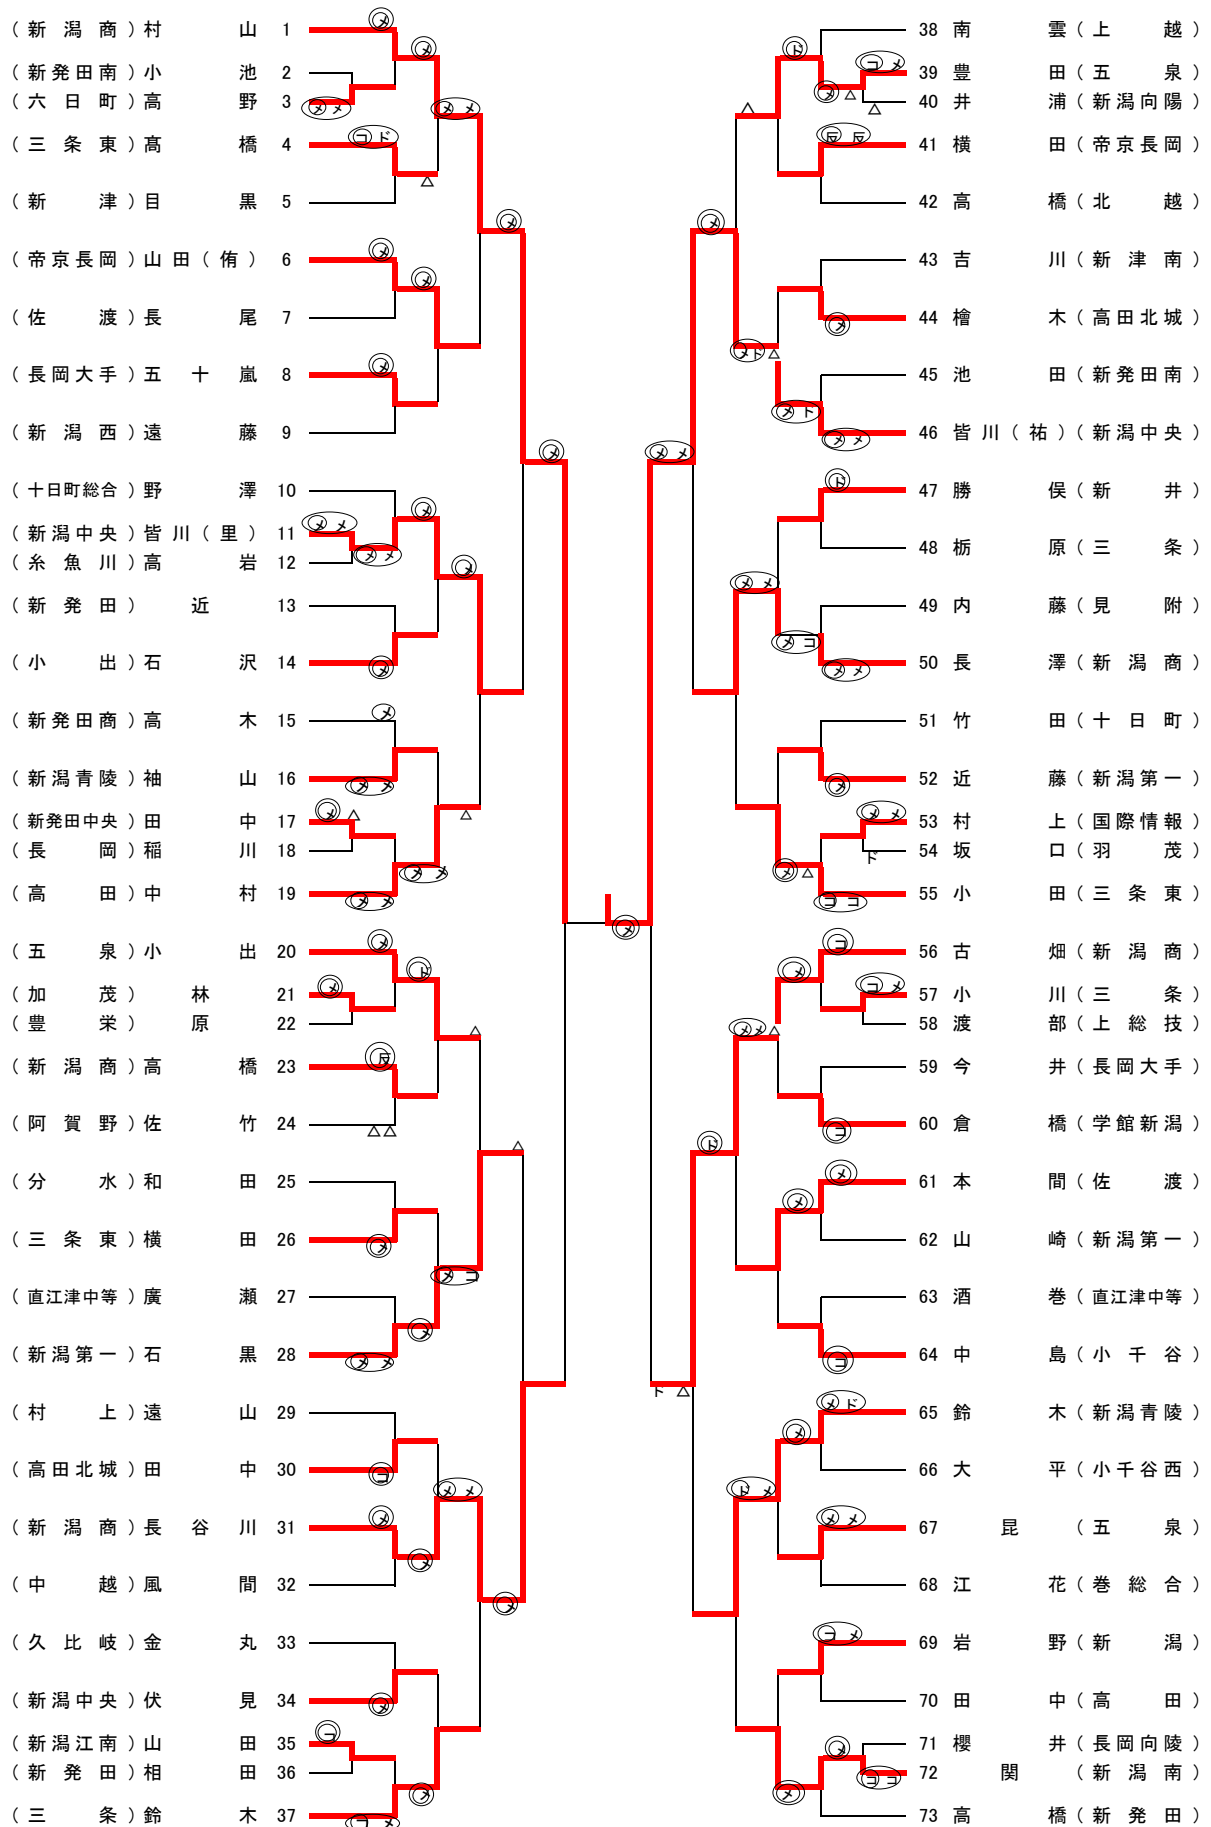 (新潟商)村山 1
(新発田南)小池 2
(六日町)高野 3
(三条東)髙橋 4
(新津)目黒 5
(帝京長岡)山田(侑) 6
(佐渡)長尾 7
(長岡大手)五十嵐 8
(新潟西)遠藤 9
(十日町総合)野澤 10
(新潟中央)皆川(里) 11
(糸魚川)高岩 12
(新発田)近 13
(小出)石沢 14
(新発田商)高木 15
(新潟青陵)袖山 16
(新発田中央)田中 17
(長岡)稲川 18
(高田)中村 19
(五泉)小出 20
(加茂)林 21
(豊栄)原 22
(新潟商)高橋 23
(阿賀野)佐竹 24
(分水)和田 25
(三条東)横田 26
(直江津中等)廣瀬 27
(新潟第一)石黒 28
(村上)遠山 29
(高田北城)田中 30
(新潟商)長谷川 31
(中越)風間 32
(久比岐)金丸 33
(新潟中央)伏見 34
(新潟江南)山田 35
(新発田)相田 36
(三条)鈴木 37
38 南雲(上越)
39 豊田(五泉)
40 井浦(新潟向陽)
41 横田(帝京長岡)
42 高橋(北越)
43 吉川(新津南)
44 檜木(高田北城)
45 池田(新発田南)
46 皆川(祐)(新潟中央)
47 勝俣(新井)
48 栃原(三条)
49 内藤(見附)
50 長澤(新潟商)
51 竹田(十日町)
52 近藤(新潟第一)
53 村上(国際情報)
54 坂口(羽茂)
55 小田(三条東)
56 古畑(新潟商)
57 小川(三条)
58 渡部(上総技)
59 今井(長岡大手)
60 倉橋(学館新潟)
61 本間(佐渡)
62 山崎(新潟第一)
63 酒巻(直江津中等)
64 中島(小千谷)
65 鈴木(新潟青陵)
66 大平(小千谷西)
67 昆(五泉)
68 江花(巻総合)
69 岩野(新潟)
70 田中(高田)
71 櫻井(長岡向陵)
72 関(新潟南)
73 高橋(新発田)